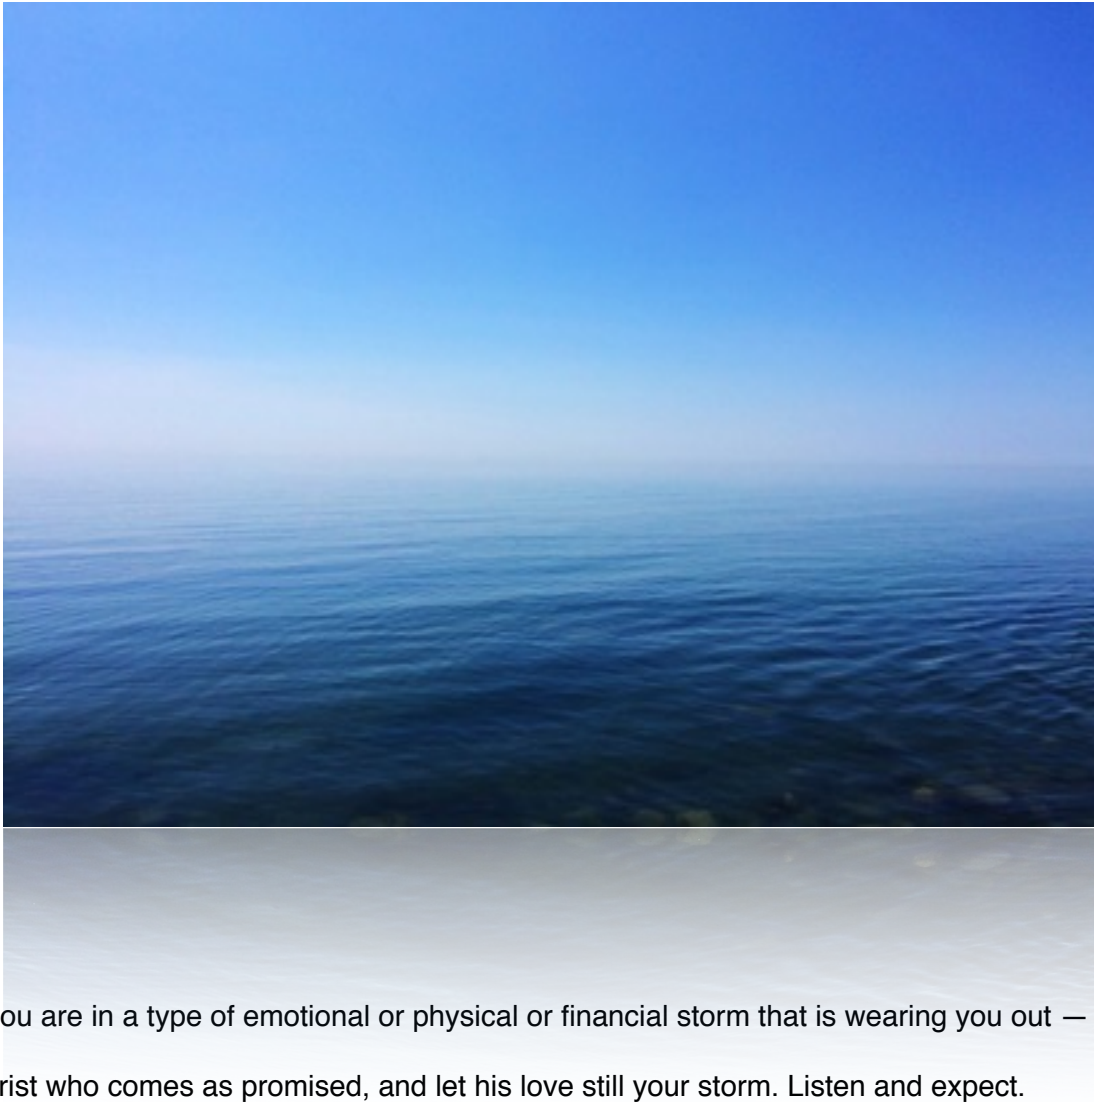 ou are in a type of emotional or physical or financial storm that is wearing you out —
rist who comes as promised, and let his love still your storm. Listen and expect.